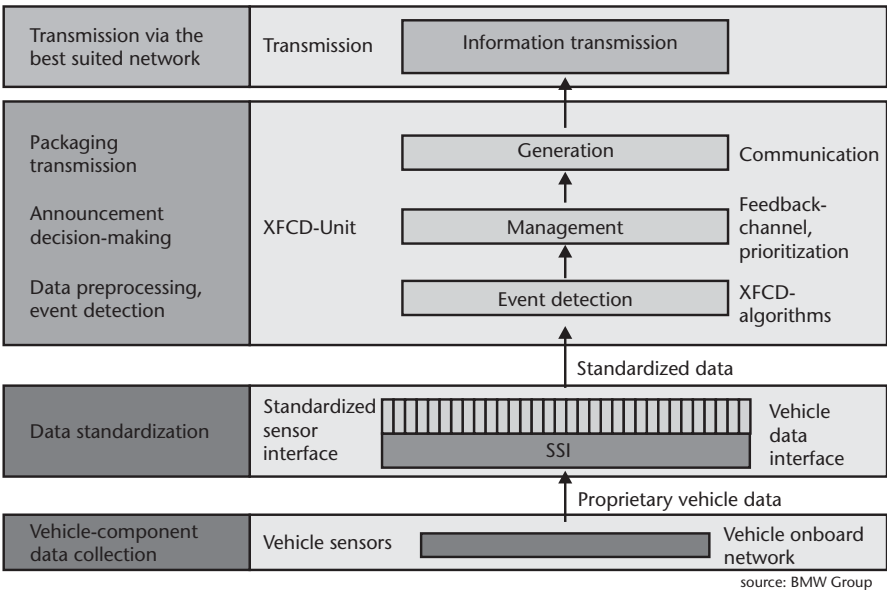 Transmission via the
best suited network
Transmission
Information transmission
Packaging
transmission
Generation
Communication
Announcement
decision-making
XFCD-Unit
Management
Feedback-
channel,
prioritization
Data preprocessing,
event detection
Event detection
XFCD-
algorithms
Standardized data
Data standardization
Standardized
sensor
interface
SSI
Vehicle
data
interface
Proprietary vehicle data
Vehicle-component
data collection
Vehicle sensors
Vehicle onboard
network
source: BMW Group